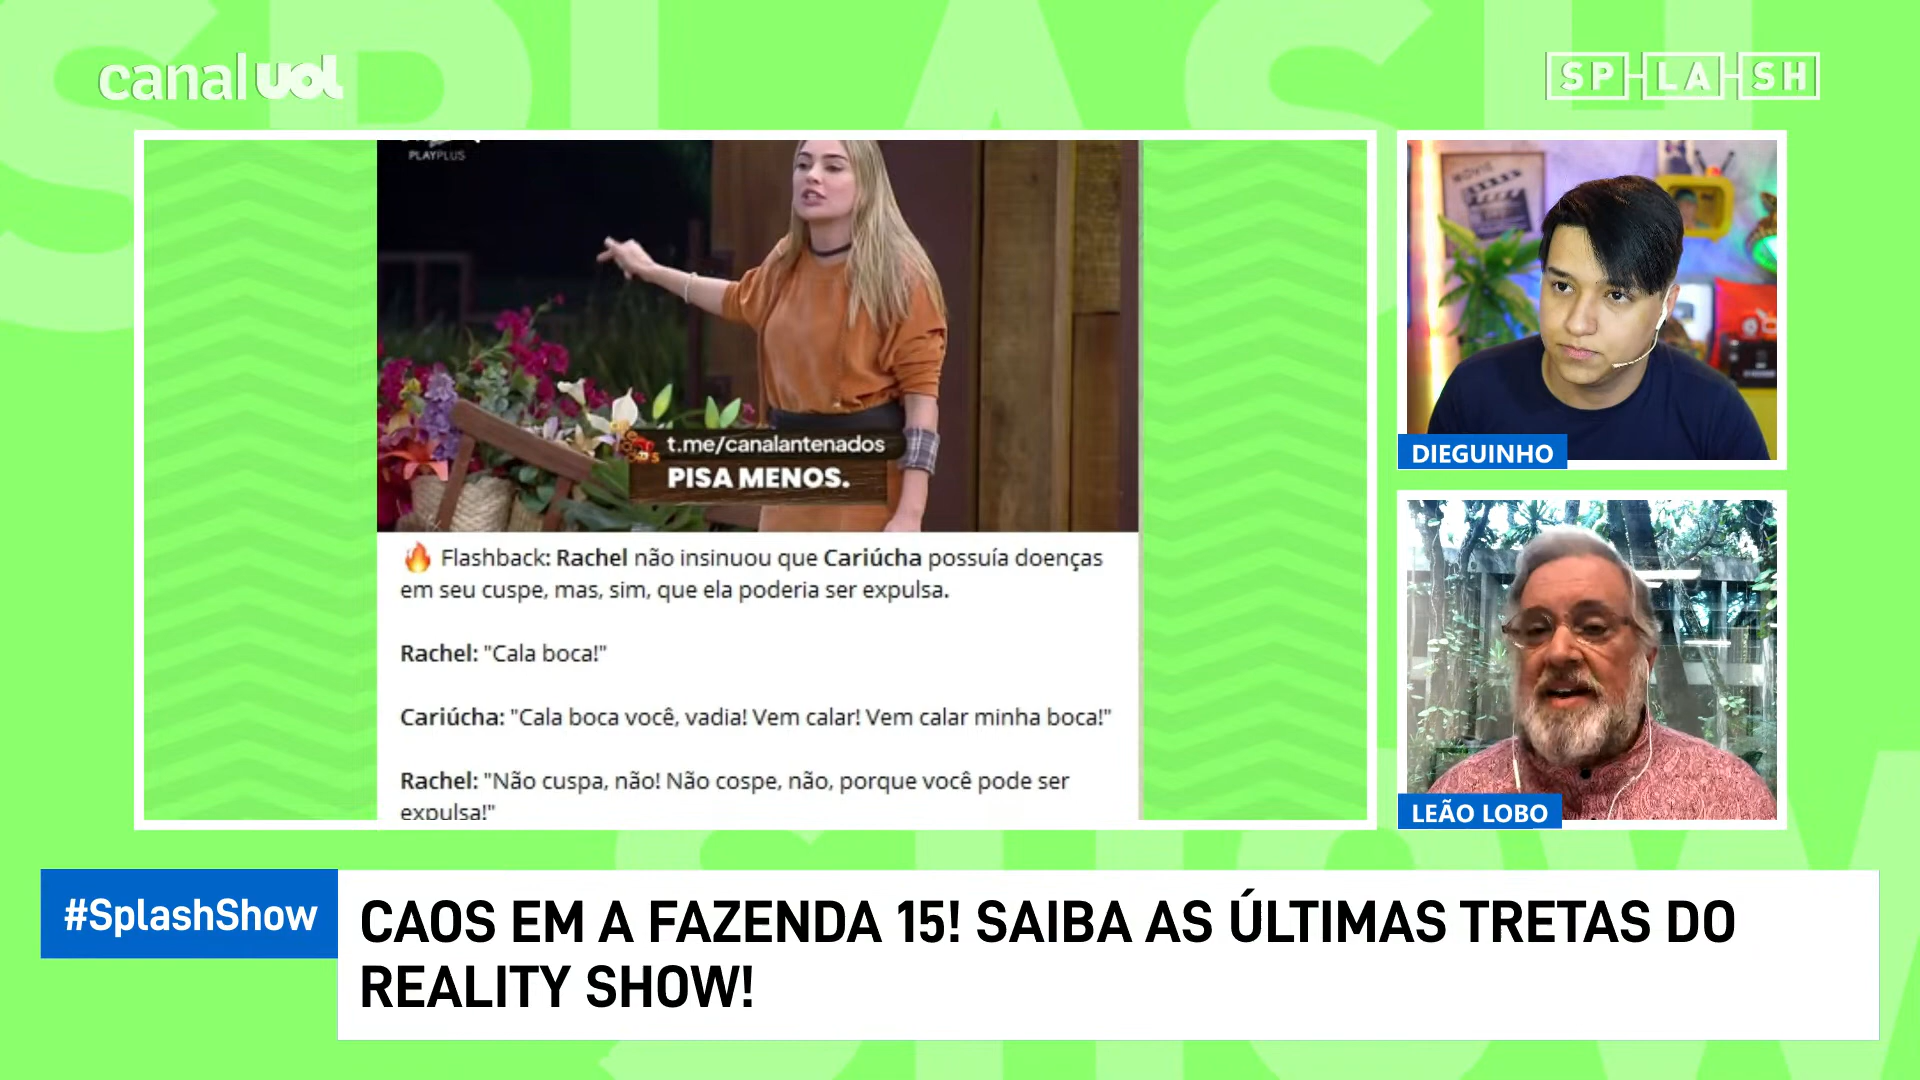 canal uol
SPLASH
PLAYPLUS
MOVIE
t.me/canalantenados
PISA MENOS.
Flashback: Rachel não insinuou que Cariúcha possuía doenças
em seu cuspe, mas, sim, que ela poderia ser expulsa.
Rachel: "Cala boca!"
Cariúcha: "Cala boca você, vadia! Vem calar! Vem calar minha boca!"
Rachel: "Não cuspa, não! Não cospe, não, porque você pode ser
expulsa!"
DIEGUINHO
LEÃO LOBO
#SplashShow
CAOS EM A FAZENDA 15! SAIBA AS ÚLTIMAS TRETAS DO
REALITY SHOW!
SPLASH
SHOW